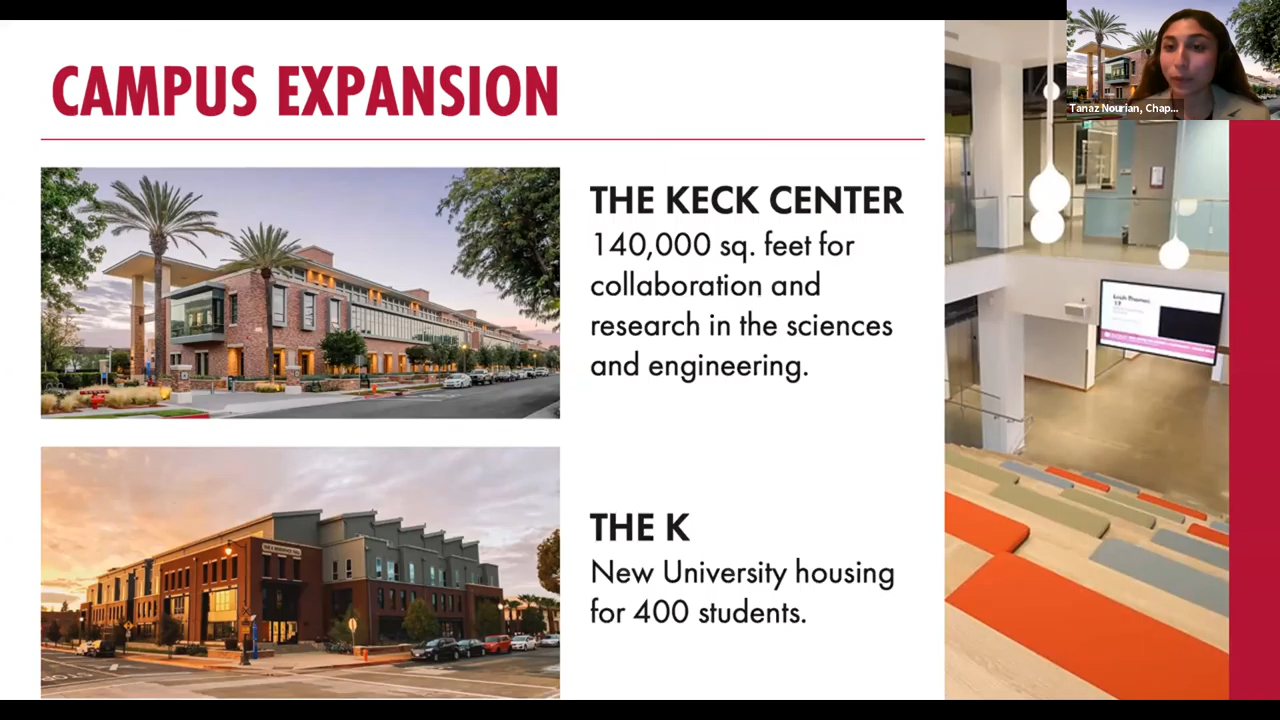 CAMPUS EXPANSION
Tanaz Nourian, Chap...
THE KECK CENTER
140,000 sq. feet for
collaboration and
research in the sciences
and engineering.
THE K
New University housing
for 400 students.